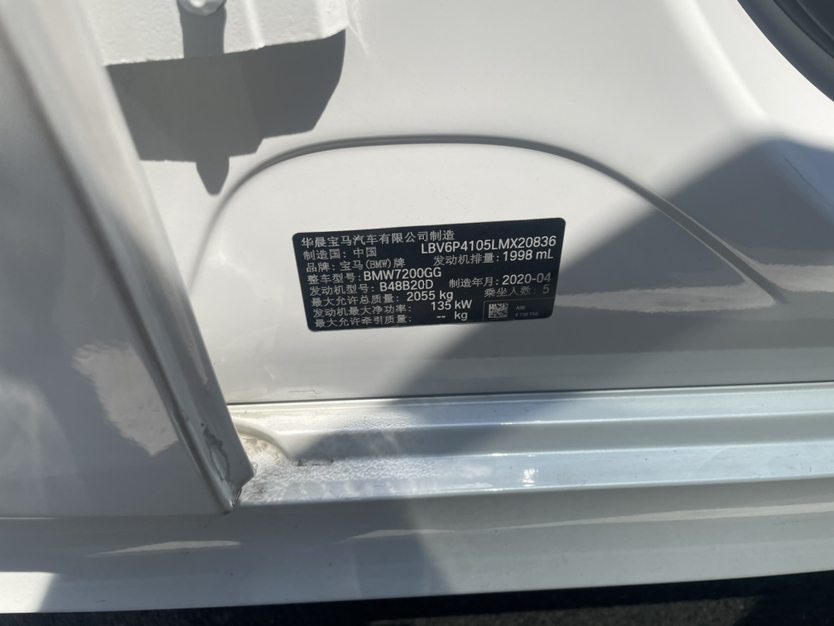 华晨宝马汽车有限公司制造
制造国: 中国 LBV6P4105LMX20836
品牌: 宝马(BMW)牌 发动机排量: 1998 mL
整车型号: BMW7200GG
发动机型号: B48B20D 制造年月: 2020-04
最大允许总质量: 2055 kg 乘坐人数: 5
发动机最大净功率: 135 kW
最大允许牵引质量: -- kg